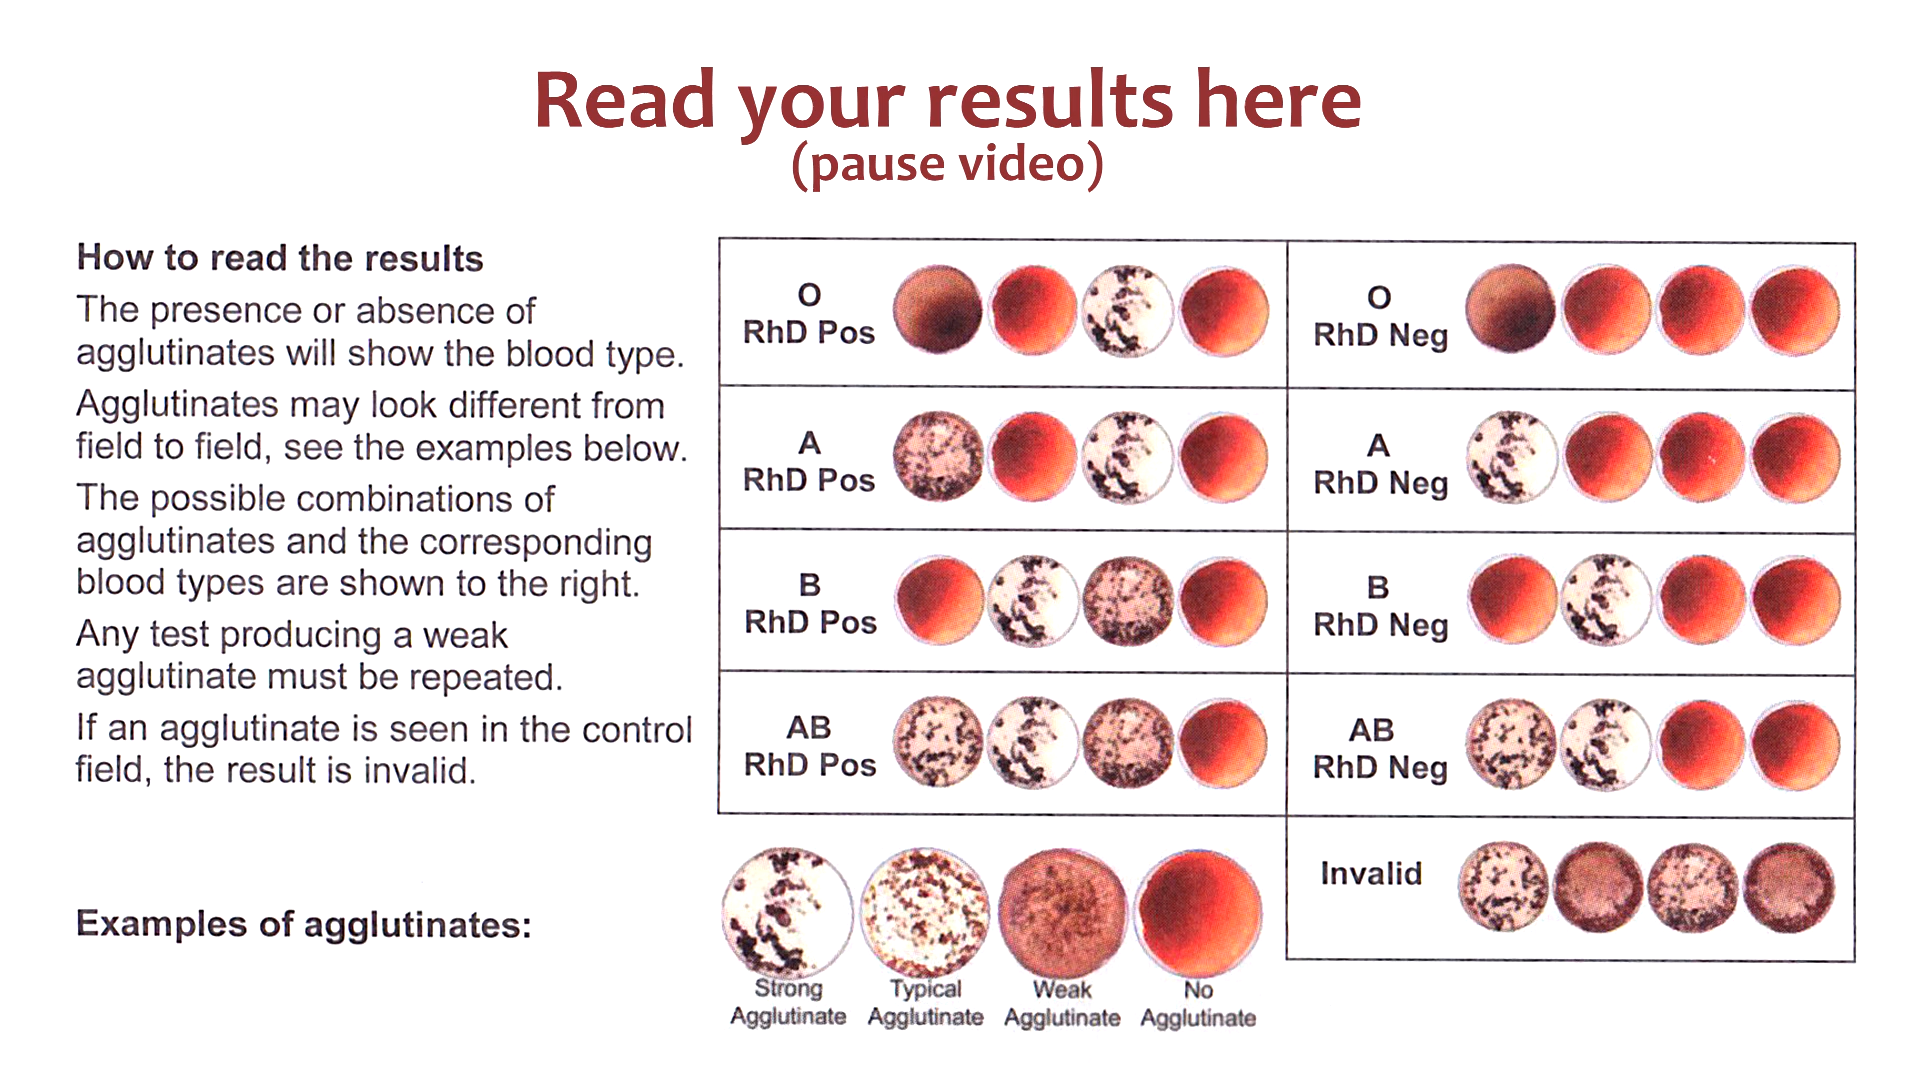 Read your results here
(pause video)
How to read the results
The presence or absence of
agglutinates will show the blood type.
Agglutinates may look different from
field to field, see the examples below.
The possible combinations of
agglutinates and the corresponding
blood types are shown to the right.
Any test producing a weak
agglutinate must be repeated.
If an agglutinate is seen in the control
field, the result is invalid.
O
RhD Pos
O
RhD Neg
A
RhD Pos
A
RhD Neg
B
RhD Pos
B
RhD Neg
AB
RhD Pos
AB
RhD Neg
Invalid
Examples of agglutinates:
Strong
Agglutinate
Typical
Agglutinate
Weak
Agglutinate
No
Agglutinate